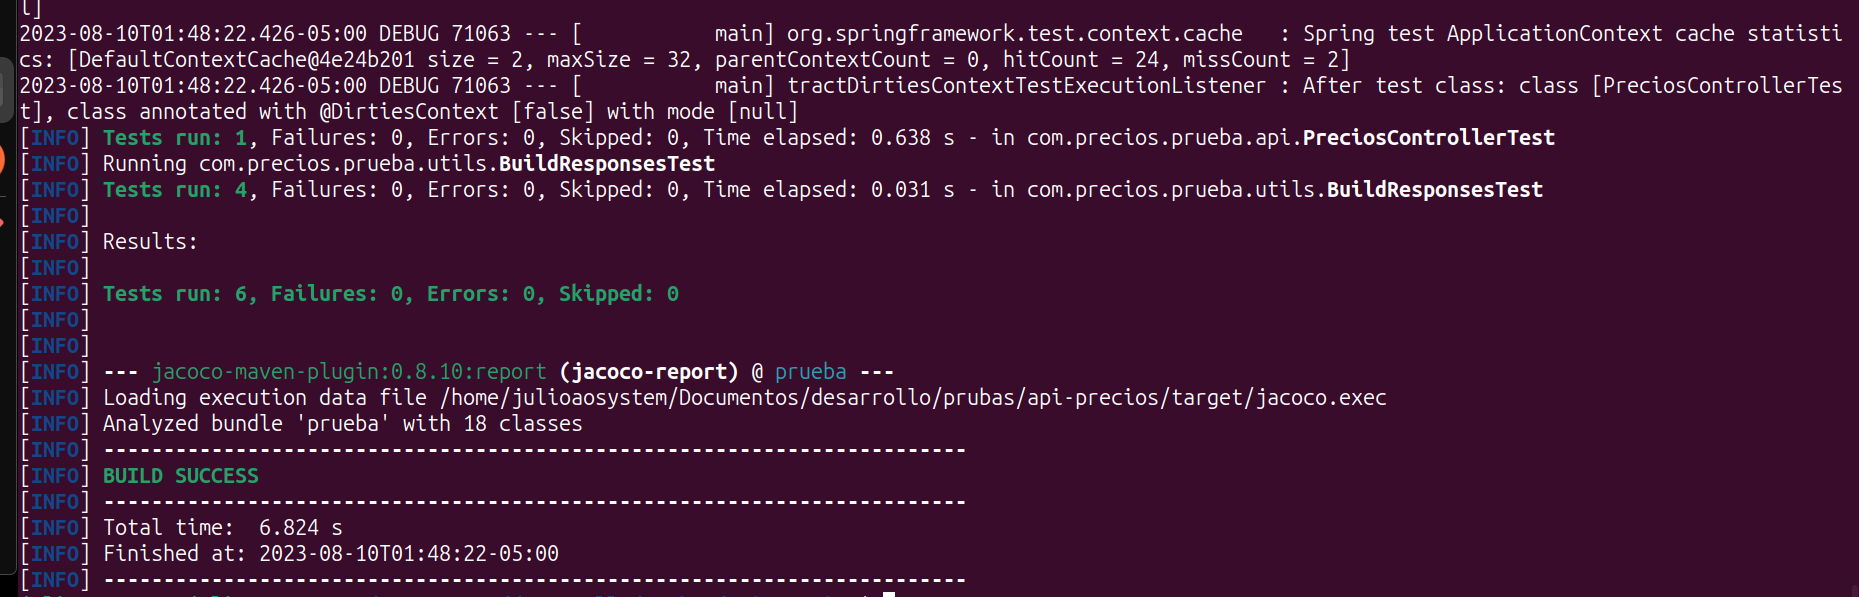 2023-08-10T01:48:22.426-05:00 DEBUG 71063 --- [           main] org.springframework.test.context.cache   : Spring test ApplicationContext cache statisti
cs: [DefaultContextCache@4e24b201 size = 2, maxSize = 32, parentContextCount = 0, hitCount = 24, missCount = 2]
2023-08-10T01:48:22.426-05:00 DEBUG 71063 --- [           main] tractDirtiesContextTestExecutionListener : After test class: class [PreciosControllerTes
t], class annotated with @DirtiesContext [false] with mode [null]
[INFO] Tests run: 1, Failures: 0, Errors: 0, Skipped: 0, Time elapsed: 0.638 s - in com.precios.prueba.api.PreciosControllerTest
[INFO] Running com.precios.prueba.utils.BuildResponsesTest
[INFO] Tests run: 4, Failures: 0, Errors: 0, Skipped: 0, Time elapsed: 0.031 s - in com.precios.prueba.utils.BuildResponsesTest
[INFO]
[INFO] Results:
[INFO]
[INFO] Tests run: 6, Failures: 0, Errors: 0, Skipped: 0
[INFO]
[INFO]
[INFO] --- jacoco-maven-plugin:0.8.10:report (jacoco-report) @ prueba ---
[INFO] Loading execution data file /home/julioaosystem/Documentos/desarrollo/prubas/api-precios/target/jacoco.exec
[INFO] Analyzed bundle 'prueba' with 18 classes
[INFO] ------------------------------------------------------------------------
[INFO] BUILD SUCCESS
[INFO] ------------------------------------------------------------------------
[INFO] Total time:  6.824 s
[INFO] Finished at: 2023-08-10T01:48:22-05:00
[INFO] ------------------------------------------------------------------------